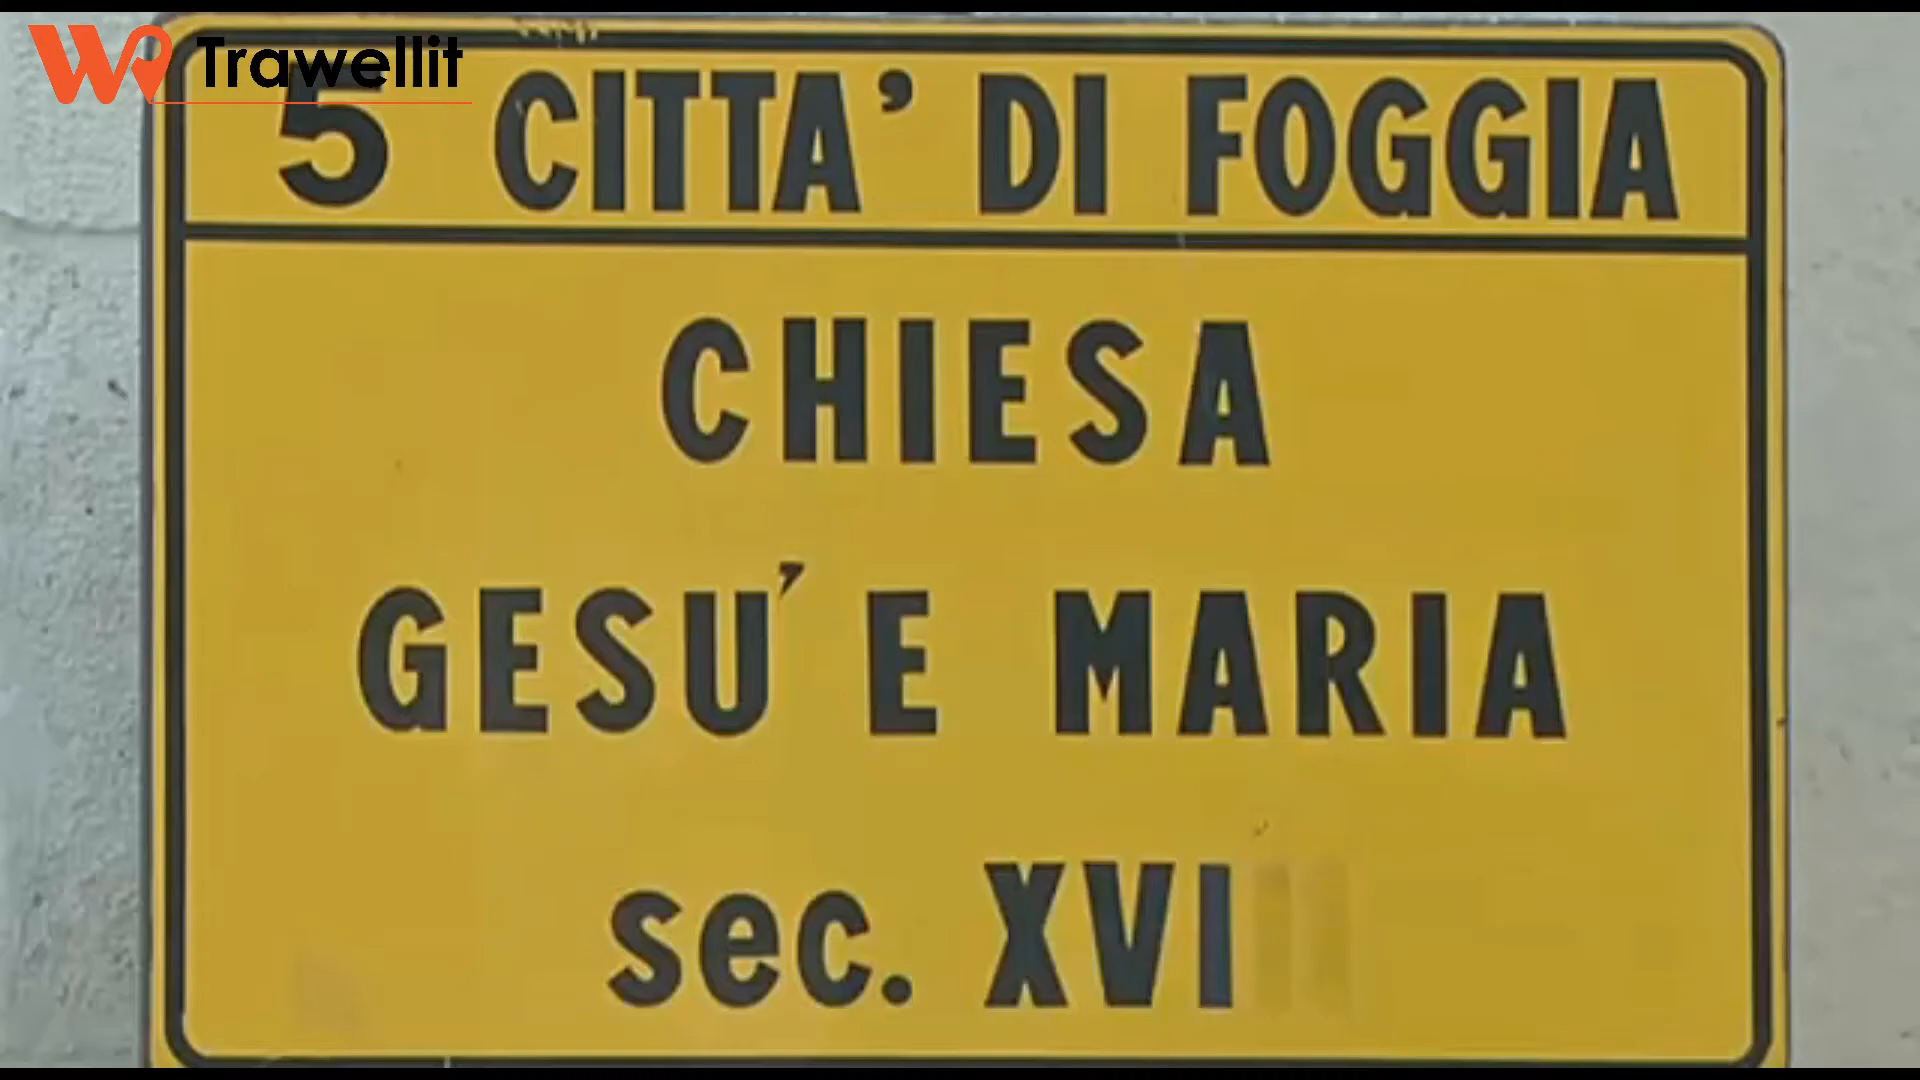 Trawellit
5 CITTA' DI FOGGIA
CHIESA
GESU' E MARIA
sec. XVI